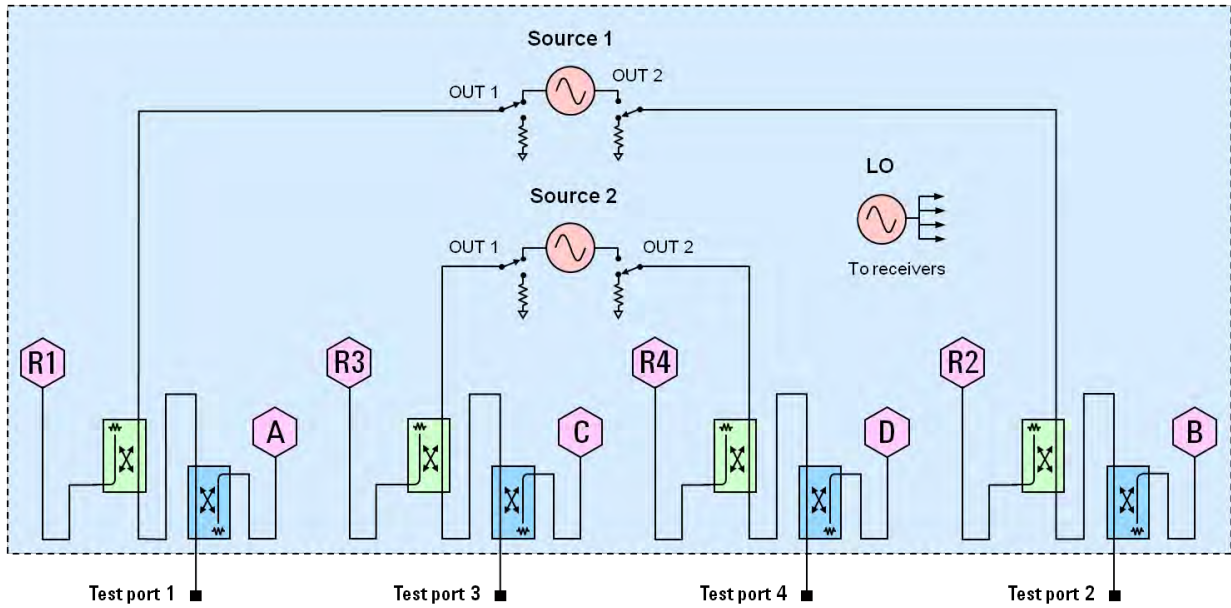 Source 1
OUT 1
OUT 2
LO
Source 2
OUT 1
OUT 2
To receivers
R1
R3
R4
R2
A
C
D
B
Test port 1
Test port 3
Test port 4
Test port 2